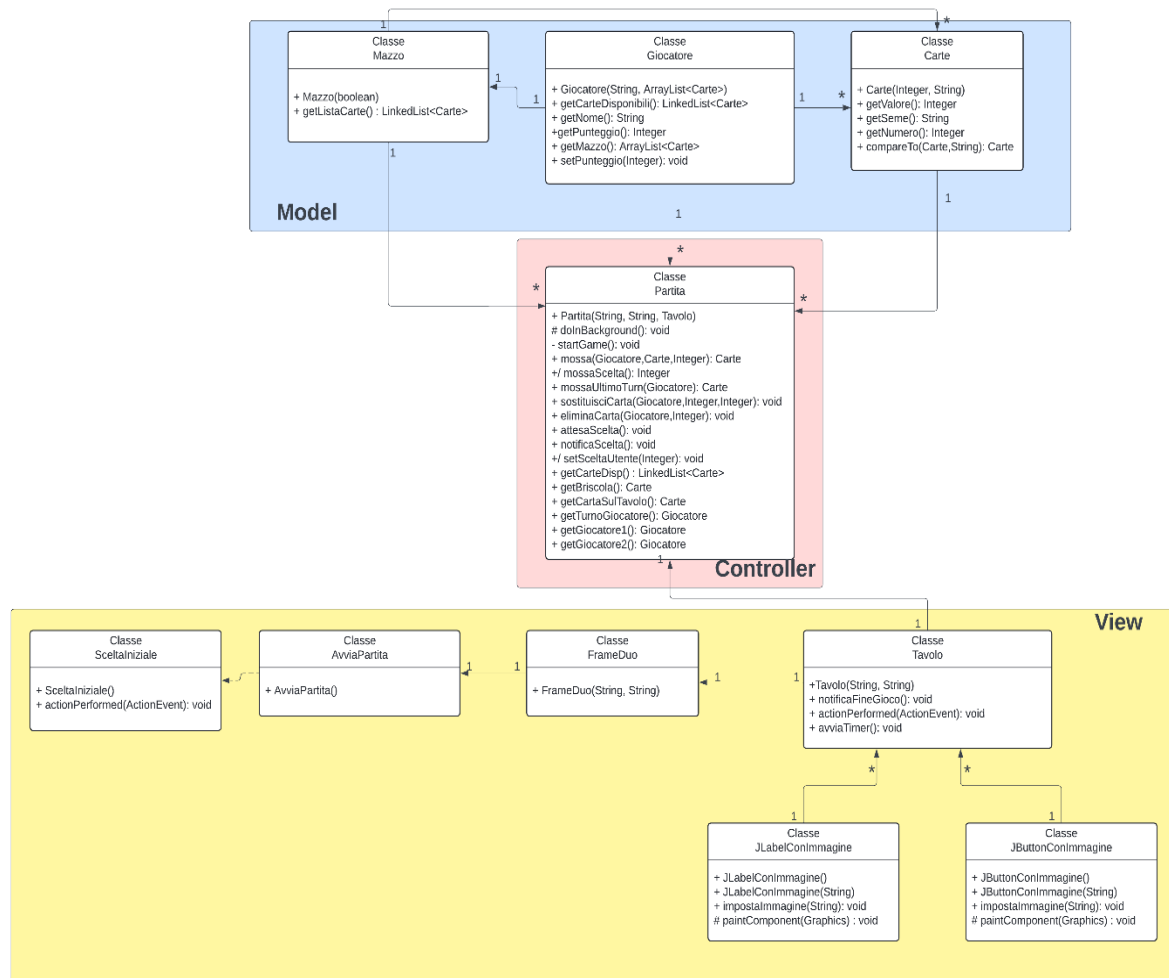 1
*
Classe
Mazzo
+ Mazzo(boolean)
+ getListaCarte() : LinkedList<Carte>
1
1
Classe
Giocatore
+ Giocatore(String, ArrayList<Carte>)
+ getCarteDisponibili(): LinkedList<Carte>
+ getNome(): String
+getPunteggio(): Integer
+ getMazzo(): ArrayList<Carte>
+ setPunteggio(Integer): void
1
*
Classe
Carte
+ Carte(Integer, String)
+ getValore(): Integer
+ getSeme(): String
+ getNumero(): Integer
+ compareTo(Carte,String): Carte
1
1
1
Model
*
*
*
Classe
Partita
+ Partita(String, String, Tavolo)
# doInBackground(): void
- startGame(): void
+ mossa(Giocatore,Carte,Integer): Carte
+/ mossaScelta(): Integer
+ mossaUltimoTurn(Giocatore): Carte
+ sostituisciCarta(Giocatore,Integer,Integer): void
+ eliminaCarta(Giocatore,Integer): void
+ attesaScelta(): void
+ notificaScelta(): void
+/ setSceltaUtente(Integer): void
+ getCarteDisp() : LinkedList<Carte>
+ getBriscola(): Carte
+ getCartaSulTavolo(): Carte
+ getTurnoGiocatore(): Giocatore
+ getGiocatore1(): Giocatore
+ getGiocatore2(): Giocatore
1
Controller
View
1
Classe
SceltaIniziale
+ SceltaIniziale()
+ actionPerformed(ActionEvent): void
Classe
AvviaPartita
+ AvviaPartita()
1
1
Classe
FrameDuo
+ FrameDuo(String, String)
1
1
Classe
Tavolo
+Tavolo(String, String)
+ notificaFineGioco(): void
+ actionPerformed(ActionEvent): void
+ avviaTimer(): void
*
*
1
1
Classe
JLabelConImmagine
+ JLabelConImmagine()
+ JLabelConImmagine(String)
+ impostaImmagine(String): void
# paintComponent(Graphics) : void
Classe
JButtonConImmagine
+ JButtonConImmagine()
+ JButtonConImmagine(String)
+ impostaImmagine(String): void
# paintComponent(Graphics) : void